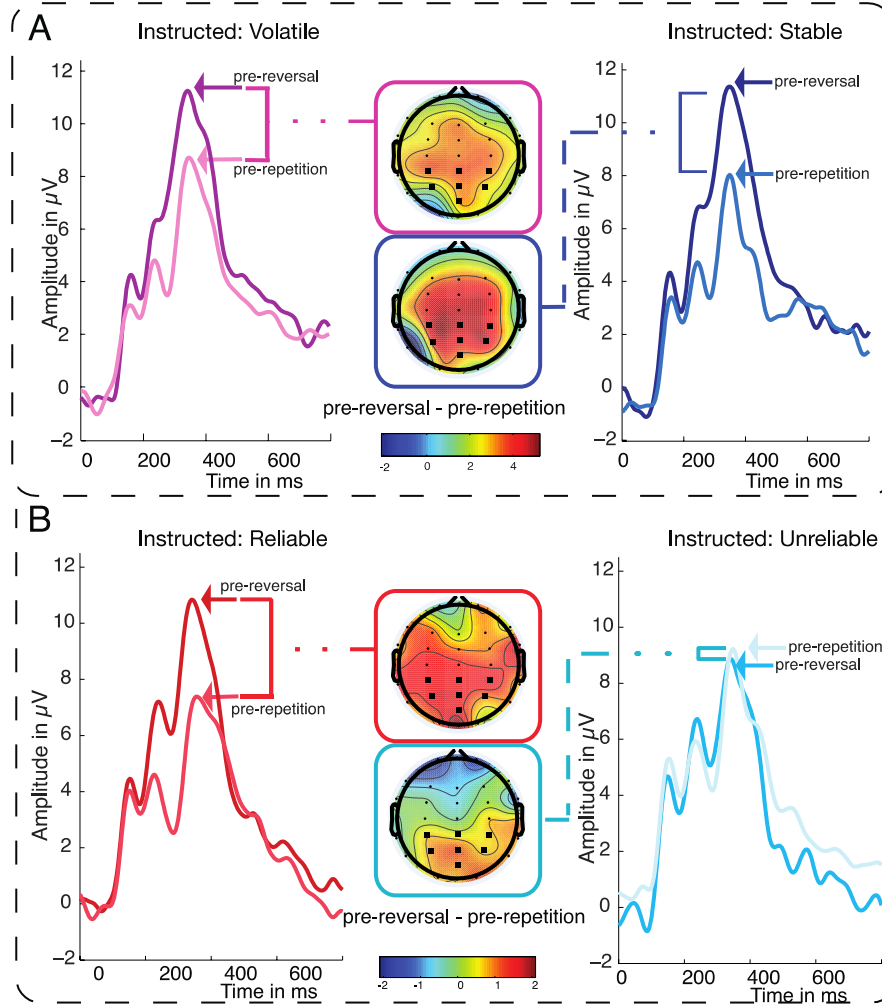 A
Instructed: Volatile
Instructed: Stable
12
10
8
6
4
2
0
−2
Amplitude in µV
0 200 400 600
Time in ms
pre-reversal
pre-repetition
pre-reversal - pre-repetition
-2 0 2 4
12
10
8
6
4
2
0
−2
Amplitude in µV
0 200 400 600
Time in ms
pre-reversal
pre-repetition
B
Instructed: Reliable
Instructed: Unreliable
12
10
8
6
4
2
0
−2
Amplitude in µV
0 200 400 600
Time in ms
pre-reversal
pre-repetition
pre-reversal - pre-repetition
-2 -1 0 1 2
12
10
8
6
4
2
0
−2
Amplitude in µV
0 200 400 600
Time in ms
pre-repetition
pre-reversal